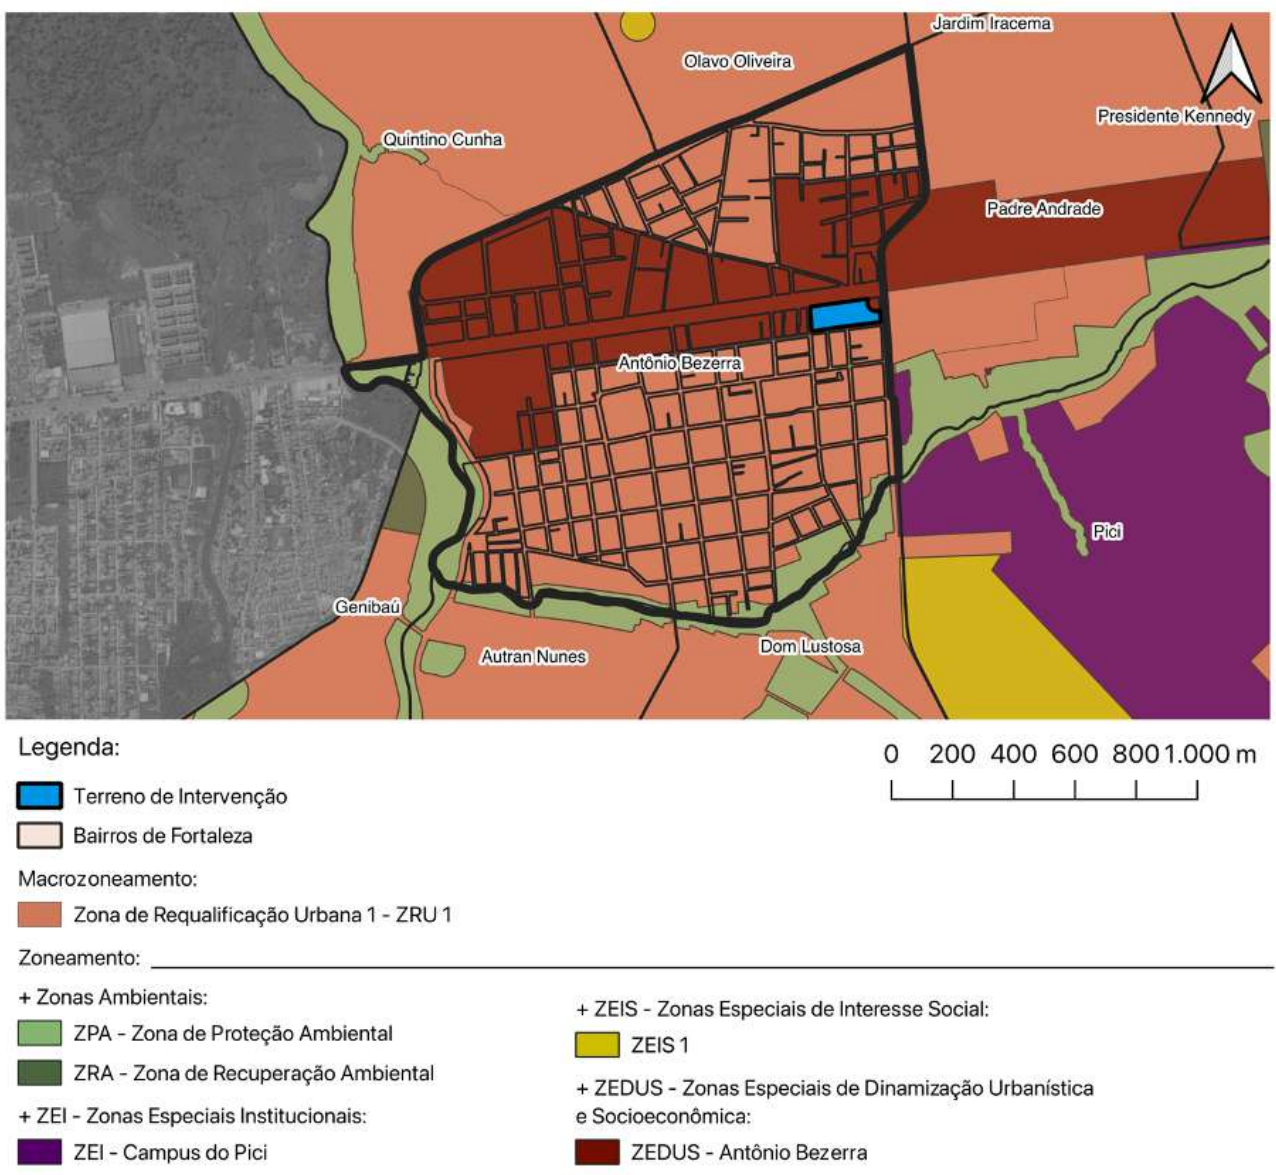 Jardim Iracema
Olavo Oliveira
Presidente Kennedy
Quintino Cunha
Padre Andrade
Antônio Bezerra
Pici
Genibaú
Autran Nunes
Dom Lustosa
Legenda:
0 200 400 600 800 1.000 m
Terreno de Intervenção
Bairros de Fortaleza
Macrozoneamento:
Zona de Requalificação Urbana 1 - ZRU 1
Zoneamento:
+ Zonas Ambientais:
ZPA - Zona de Proteção Ambiental
ZRA - Zona de Recuperação Ambiental
+ ZEI - Zonas Especiais Institucionais:
ZEI - Campus do Pici
+ ZEIS - Zonas Especiais de Interesse Social:
ZEIS 1
+ ZEDUS - Zonas Especiais de Dinamização Urbanística
e Socioeconômica:
ZEDUS - Antônio Bezerra